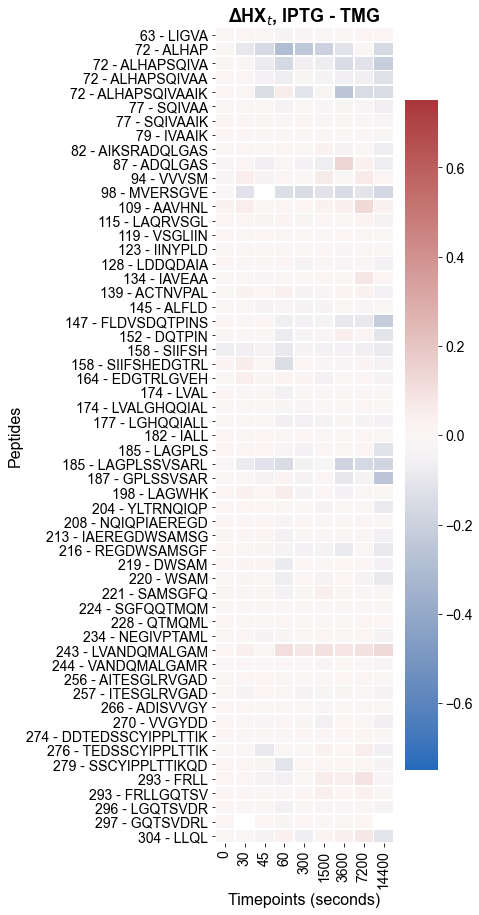 ΔHXt, IPTG - TMG
63 - LIGVA
72 - ALHAP
72 - ALHAPSQIVA
72 - ALHAPSQIVAA
72 - ALHAPSQIVAAIK
77 - SQIVAA
77 - SQIVAAIK
79 - IVAAIK
82 - AIKSRADQLGAS
87 - ADQLGAS
94 - VVVSM
98 - MVERSGVE
109 - AAVHNL
115 - LAQRVSGL
119 - VSGLIIN
123 - IINYPLD
128 - LDDQDAIA
134 - IAVEAA
139 - ACTNVPAL
145 - ALFLD
147 - FLDVSDQTPINS
152 - DQTPIN
158 - SIIFSH
158 - SIIFSHEDGTRL
164 - EDGTRLGVEH
174 - LVAL
174 - LVALGHQQIAL
177 - LGHQQIALL
182 - IALL
185 - LAGPLS
185 - LAGPLSSVSARL
187 - GPLSSVSAR
198 - LAGWHK
204 - YLTRNQIQP
208 - NQIQPIAEREGD
213 - IAEREGDWSAMSG
216 - REGDWSAMSGF
219 - DWSAM
220 - WSAM
221 - SAMSGFQ
224 - SGFQQTMQM
228 - QTMQML
234 - NEGIVPTAML
243 - LVANDQMALGAM
244 - VANDQMALGAMR
256 - AITESGLRVGAD
257 - ITESGLRVGAD
266 - ADISVVGY
270 - VVGYDD
274 - DDTEDSSCYIPPLTTIK
276 - TEDSSCYIPPLTTIK
279 - SSCYIPPLTTIKQD
293 - FRLL
293 - FRLLGQTSV
296 - LGQTSVDR
297 - GQTSVDRL
304 - LLQL
Peptides
0
30
45
60
300
1500
3600
7200
14400
Timepoints (seconds)
0.6
0.4
0.2
0.0
−0.2
−0.4
−0.6